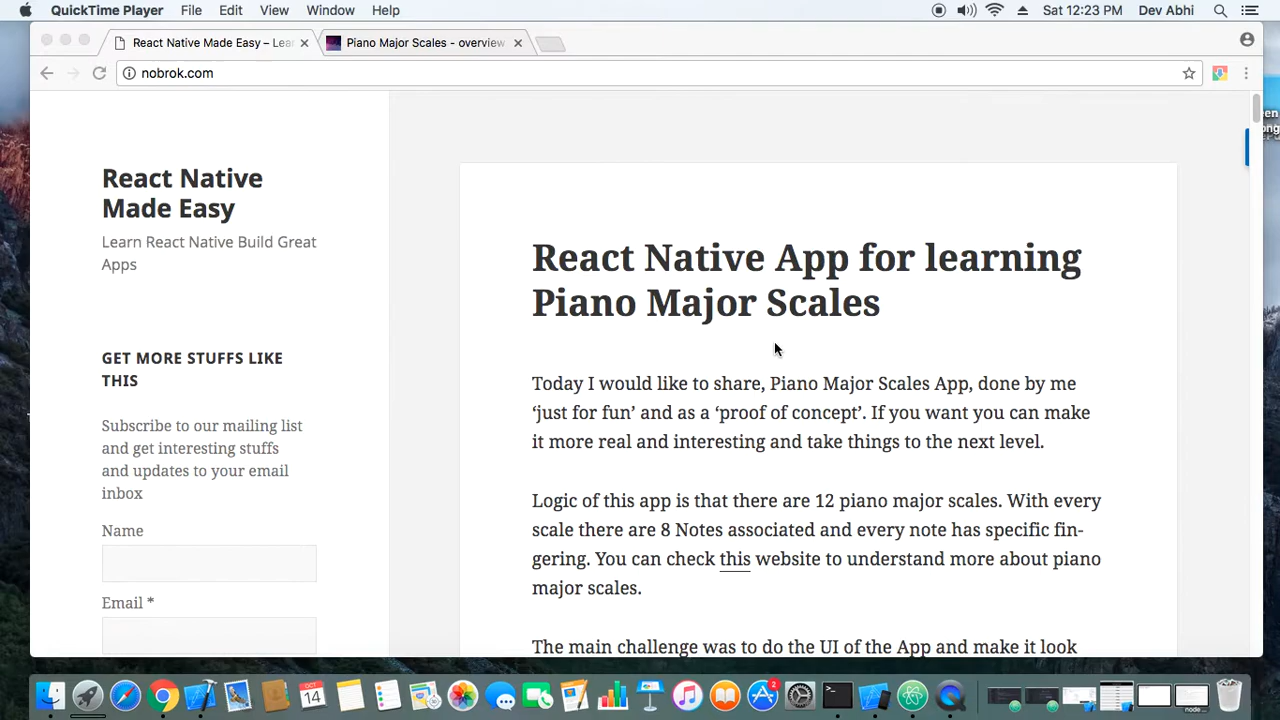 QuickTime Player File Edit View Window Help Sat 12:23 PM Dev Abhi
React Native Made Easy – Lea
Piano Major Scales - overview
nobrok.com
React Native
Made Easy
Learn React Native Build Great
Apps
GET MORE STUFFS LIKE
THIS
Subscribe to our mailing list
and get interesting stuffs
and updates to your email
inbox
Name
Email *
React Native App for learning
Piano Major Scales
Today I would like to share, Piano Major Scales App, done by me
‘just for fun’ and as a ‘proof of concept’. If you want you can make
it more real and interesting and take things to the next level.
Logic of this app is that there are 12 piano major scales. With every
scale there are 8 Notes associated and every note has specific fin-
gering. You can check this website to understand more about piano
major scales.
The main challenge was to do the UI of the App and make it look
OCT
14
2